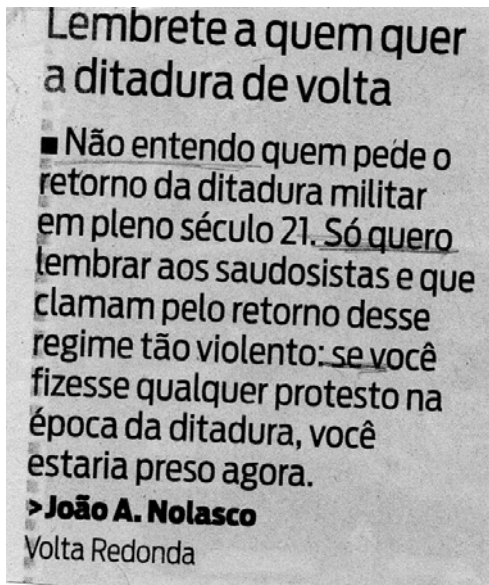 Lembrete a quem quer
a ditadura de volta
■ Não entendo quem pede o
retorno da ditadura militar
em pleno século 21. Só quero
lembrar aos saudosistas e que
clamam pelo retorno desse
regime tão violento: se você
fizesse qualquer protesto na
época da ditadura, você
estaria preso agora.
>João A. Nolasco
Volta Redonda